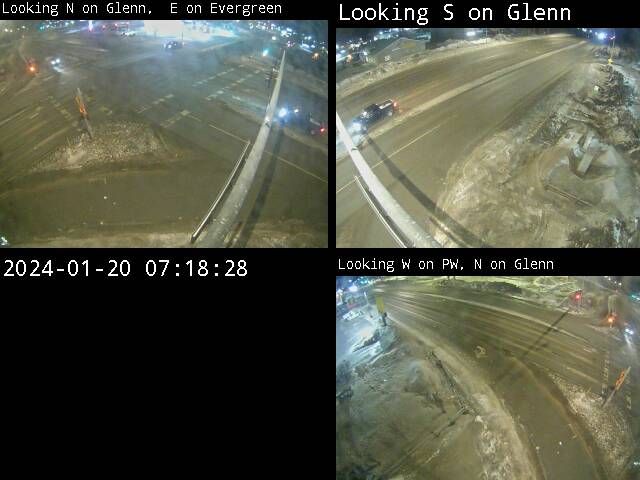 Looking N on Glenn,  E on Evergreen
Looking S on Glenn
2024-01-20 07:18:28
Looking W on PW, N on Glenn